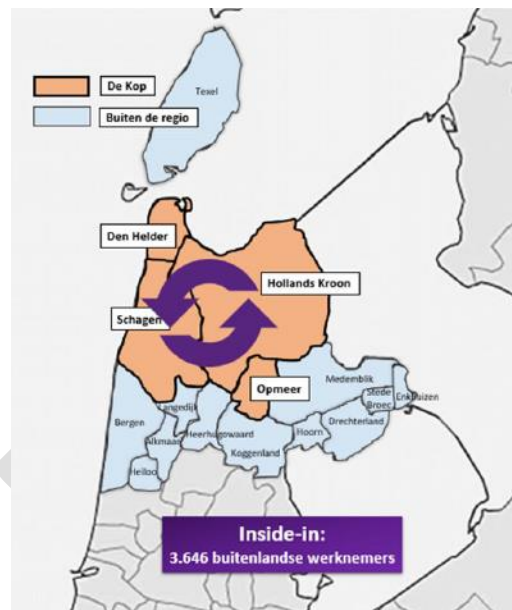 De Kop
Buiten de regio
Texel
Den Helder
Hollands Kroon
Schagen
Opmeer
Medemblik
Stede
Broec
Enkhuizen
Bergen
Langedijk
Alkmaar
Heerhugowaard
Hoorn
Drechterland
Koggenland
Heiloo
Inside-in:
3.646 buitenlandse werknemers